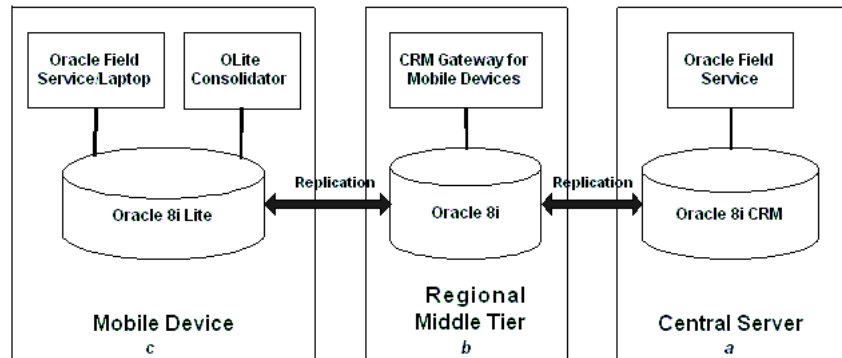 Oracle Field
Service/Laptop
OLite
Consolidator
CRM Gateway for
Mobile Devices
Oracle Field
Service
Replication
Replication
Oracle 8i Lite
Oracle 8i
Oracle 8i CRM
Mobile Device
c
Regional
Middle Tier
b
Central Server
a